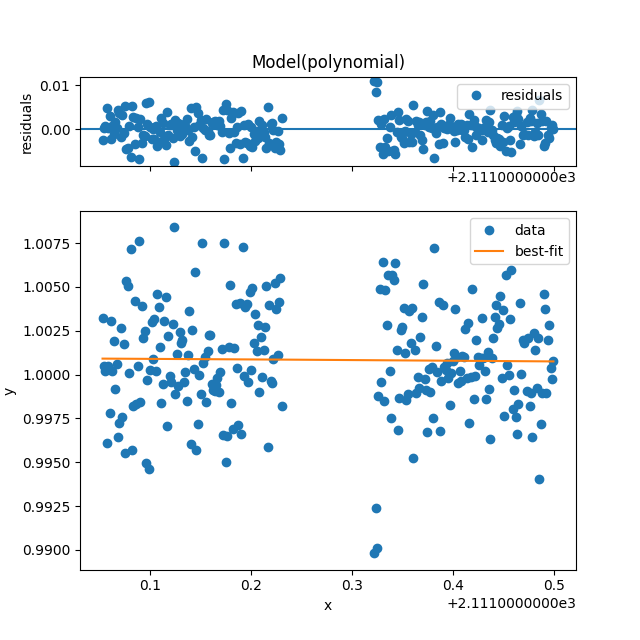 Model(polynomial)
residuals
0.01
0.00
residuals
+2.1110000000e3
y
1.0075
1.0050
1.0025
1.0000
0.9975
0.9950
0.9925
0.9900
data
best-fit
0.1 0.2 0.3 0.4 0.5
x
+2.1110000000e3